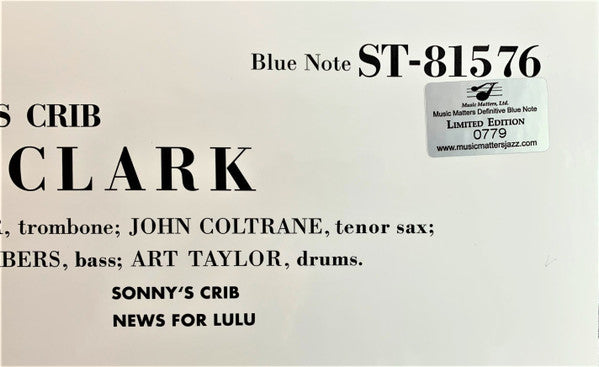 Blue Note ST-81576
Music Matters, Ltd.
Music Matters Definitive Blue Note
LIMITED EDITION
0779
www.musicmattersjazz.com
S CRIB
CLARK
R, trombone; JOHN COLTRANE, tenor sax;
BERS, bass; ART TAYLOR, drums.
SONNY'S CRIB
NEWS FOR LULU